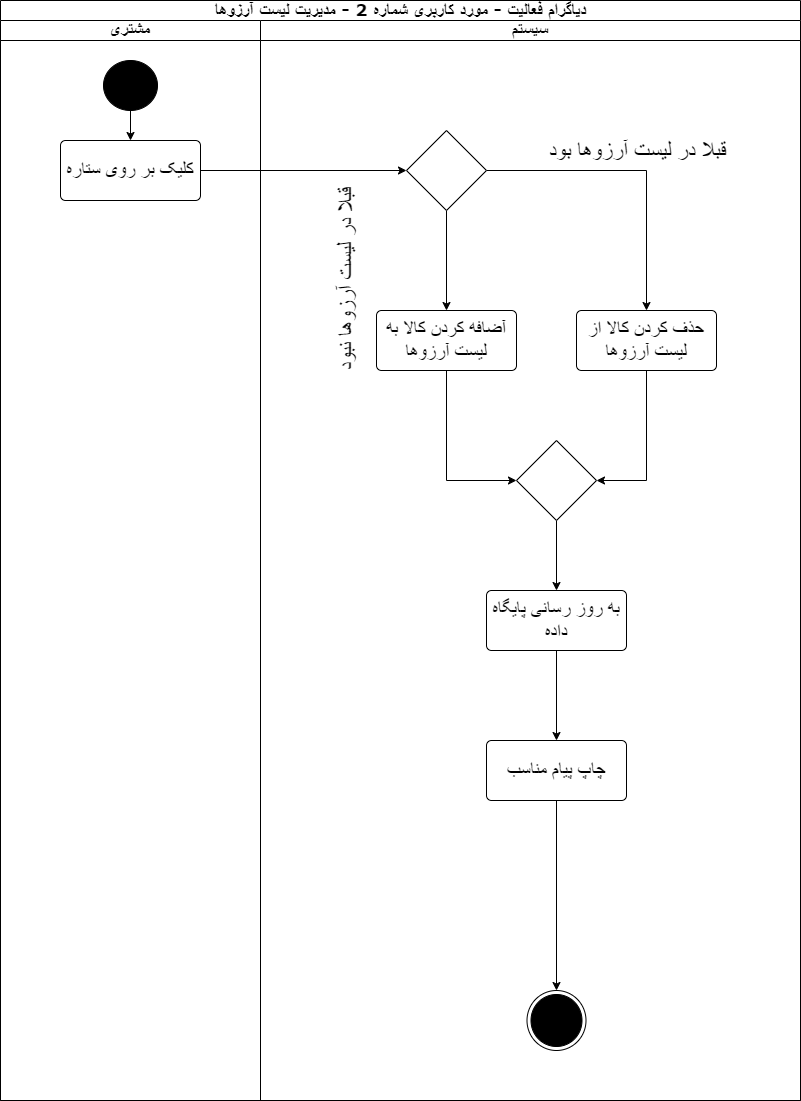 دیاگرام فعالیت - مورد کاربری شماره 2 - مدیریت لیست آرزوها
مشتری
سیستم
کلیک بر روی ستاره
قبلا در لیست آرزوها بود
قبلا در لیست آرزوها نبود
آضافه کردن کالا به
لیست آرزوها
حذف کردن کالا از
لیست آرزوها
به روز رسانی پایگاه
داده
چاپ پیام مناسب